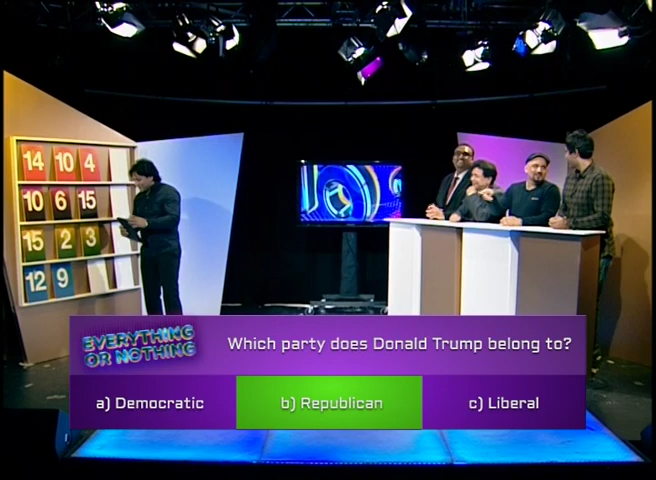 14 10 4
10 6 15
15 2 3
12 9
EVERYTHING
OR NOTHING
Which party does Donald Trump belong to?
a) Democratic
b) Republican
c) Liberal